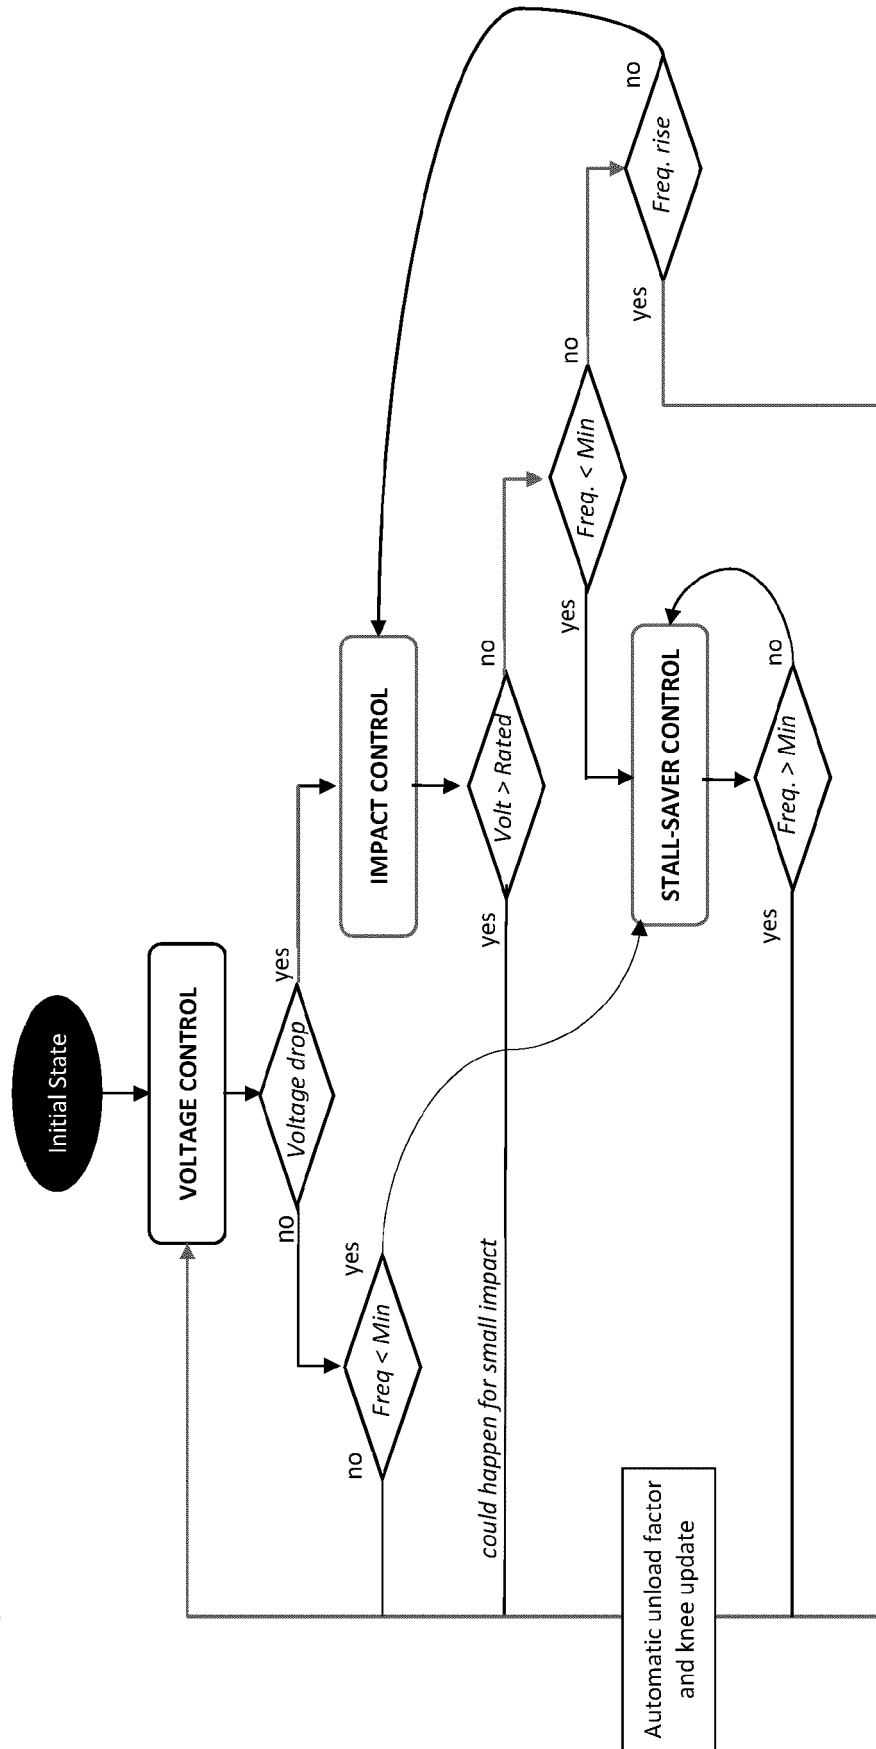 Initial State
VOLTAGE CONTROL
Voltage drop
yes
no
Freq < Min
yes
no
IMPACT CONTROL
Volt > Rated
no
yes
could happen for small impact
Freq. < Min
no
yes
Freq. rise
no
yes
STALL-SAVER CONTROL
Freq. > Min
no
yes
Automatic unload factor
and knee update